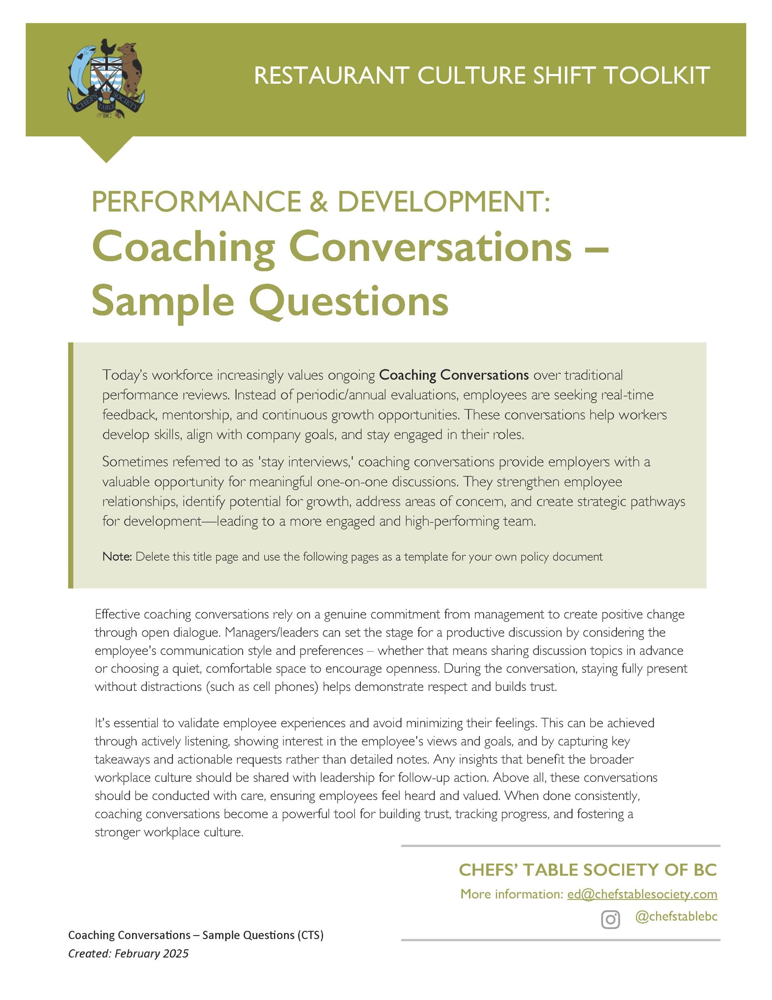 CHEFS' TABLE SOCIETY
of BC
RESTAURANT CULTURE SHIFT TOOLKIT
PERFORMANCE & DEVELOPMENT:
Coaching Conversations –
Sample Questions
Today’s workforce increasingly values ongoing Coaching Conversations over traditional
performance reviews. Instead of periodic/annual evaluations, employees are seeking real-time
feedback, mentorship, and continuous growth opportunities. These conversations help workers
develop skills, align with company goals, and stay engaged in their roles.
Sometimes referred to as 'stay interviews,' coaching conversations provide employers with a
valuable opportunity for meaningful one-on-one discussions. They strengthen employee
relationships, identify potential for growth, address areas of concern, and create strategic pathways
for development—leading to a more engaged and high-performing team.
Note: Delete this title page and use the following pages as a template for your own policy document
Effective coaching conversations rely on a genuine commitment from management to create positive change
through open dialogue. Managers/leaders can set the stage for a productive discussion by considering the
employee's communication style and preferences – whether that means sharing discussion topics in advance
or choosing a quiet, comfortable space to encourage openness. During the conversation, staying fully present
without distractions (such as cell phones) helps demonstrate respect and builds trust.
It's essential to validate employee experiences and avoid minimizing their feelings. This can be achieved
through actively listening, showing interest in the employee's views and goals, and by capturing key
takeaways and actionable requests rather than detailed notes. Any insights that benefit the broader
workplace culture should be shared with leadership for follow-up action. Above all, these conversations
should be conducted with care, ensuring employees feel heard and valued. When done consistently,
coaching conversations become a powerful tool for building trust, tracking progress, and fostering a
stronger workplace culture.
CHEFS’ TABLE SOCIETY OF BC
More information: ed@chefstablesociety.com
@chefstablebc
Coaching Conversations – Sample Questions (CTS)
Created: February 2025